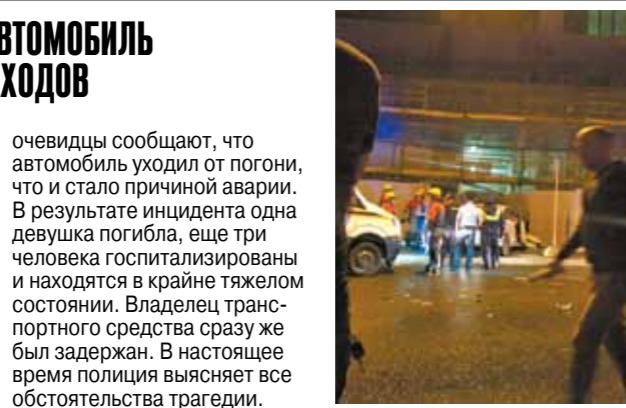 ВТОМОБИЛЬ
ХОДОВ
очевидцы сообщают, что
автомобиль уходил от погони,
что и стало причиной аварии.
В результате инцидента одна
девушка погибла, еще три
человека госпитализированы
и находятся в крайне тяжелом
состоянии. Владелец транс-
портного средства сразу же
был задержан. В настоящее
время полиция выясняет все
обстоятельства трагедии.